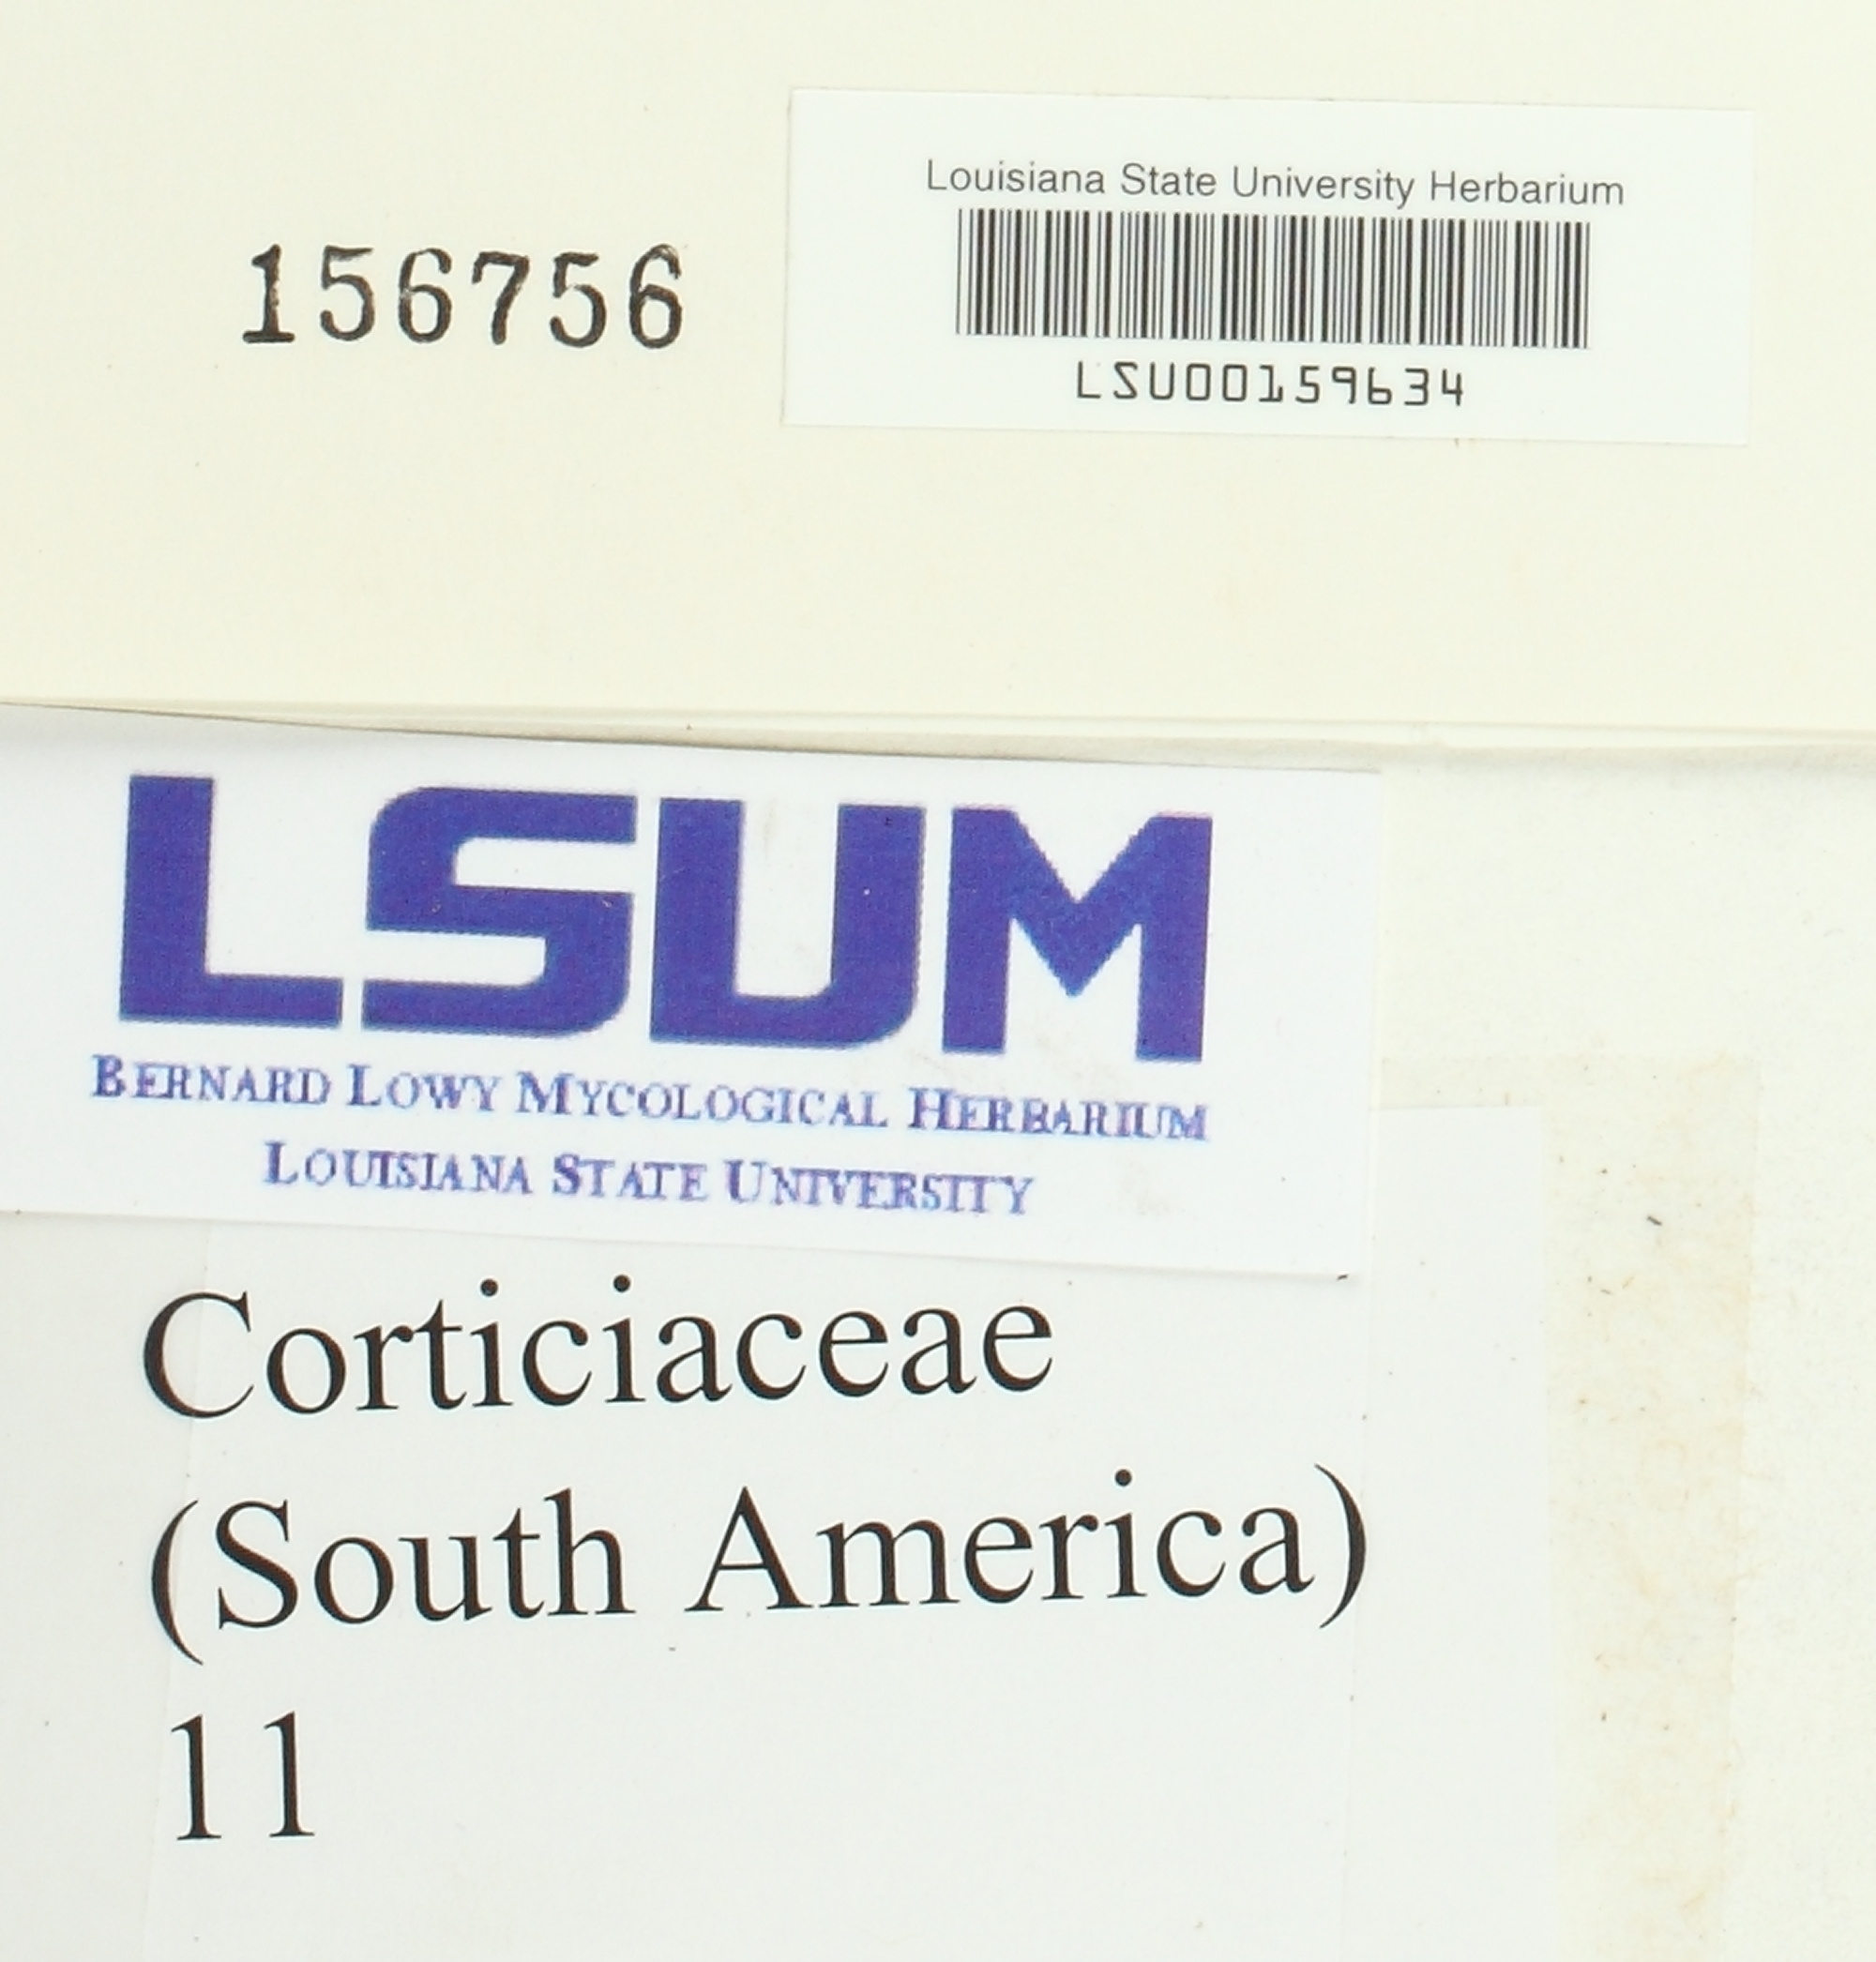 Louisiana State University Herbarium
156756
LSU00159634
LSUM
BERNARD LOWY MYCOLOGICAL HERBARIUM
LOUISIANA STATE UNIVERSITY
Corticiaceae
(South America)
11